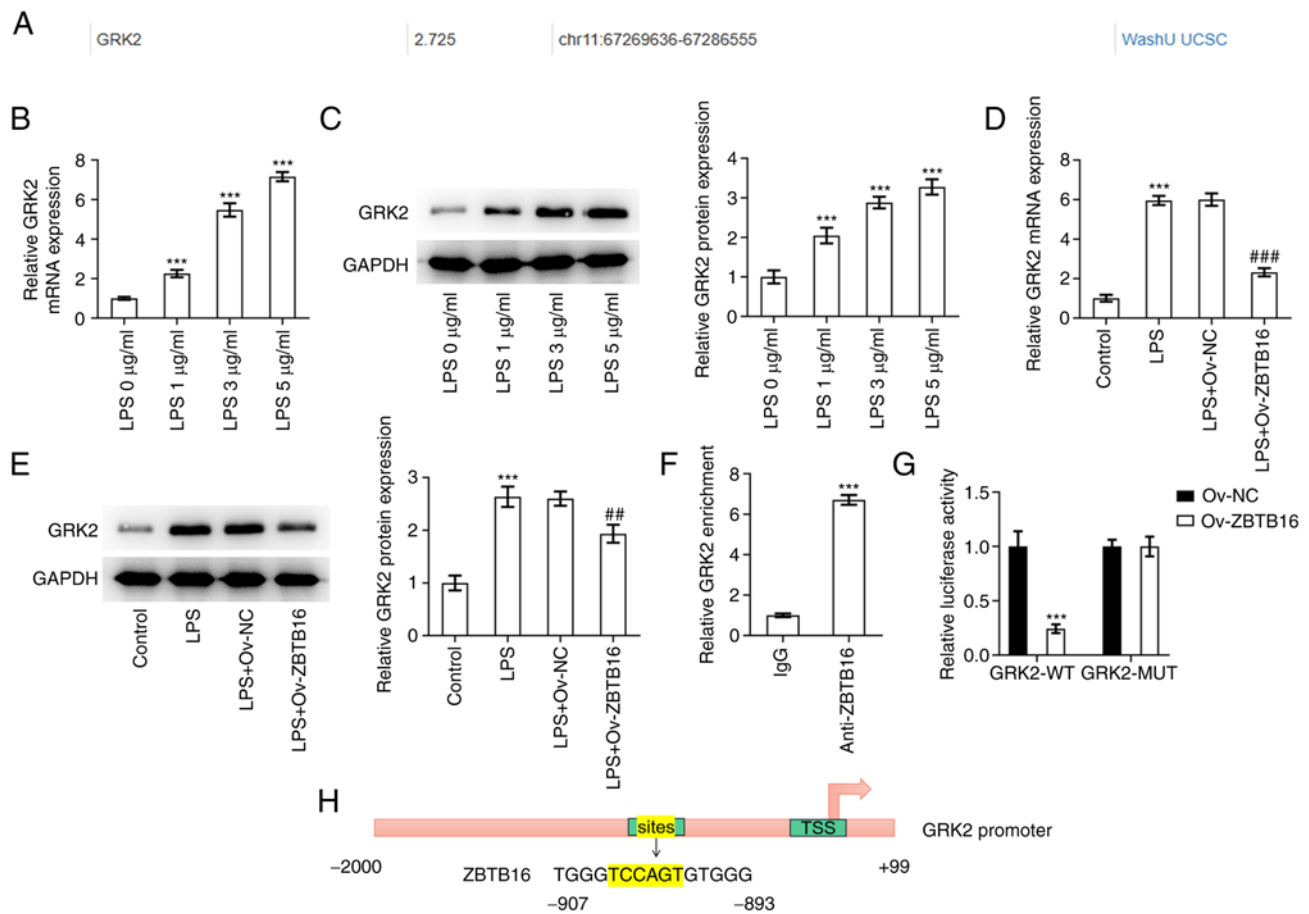 A
GRK2 2.725 chr11:67269636-67286555 WashU UCSC
B
Relative GRK2
mRNA expression
8
6
4
2
0
***
***
***
LPS 0 µg/ml
LPS 1 µg/ml
LPS 3 µg/ml
LPS 5 µg/ml
C
GRK2
GAPDH
LPS 0 µg/ml
LPS 1 µg/ml
LPS 3 µg/ml
LPS 5 µg/ml
Relative GRK2 protein expression
4
3
2
1
0
***
***
***
LPS 0 µg/ml
LPS 1 µg/ml
LPS 3 µg/ml
LPS 5 µg/ml
D
Relative GRK2 mRNA expression
8
6
4
2
0
***
###
Control
LPS
LPS+Ov-NC
LPS+Ov-ZBTB16
E
GRK2
GAPDH
Control
LPS
LPS+Ov-NC
LPS+Ov-ZBTB16
Relative GRK2 protein expression
3
2
1
0
***
##
Control
LPS
LPS+Ov-NC
LPS+Ov-ZBTB16
F
Relative GRK2 enrichment
8
6
4
2
0
***
IgG
Anti-ZBTB16
G
Relative luciferase activity
1.5
1.0
0.5
0.0
***
GRK2-WT GRK2-MUT
Ov-NC
Ov-ZBTB16
H
sites TSS
GRK2 promoter
−2000 +99
ZBTB16 TGGGTCCAGTGTGGG
−907 −893